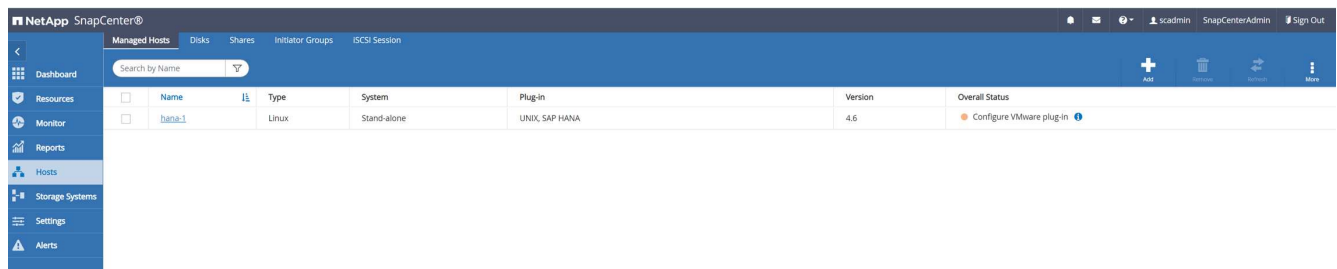 NetApp SnapCenter®
scadmin SnapCenterAdmin Sign Out
Managed Hosts Disks Shares Initiator Groups iSCSI Session
Search by Name
Add Remove Refresh More
Dashboard
Resources
Monitor
Reports
Hosts
Storage Systems
Settings
Alerts
Name Type System Plug-in Version Overall Status
hana-1 Linux Stand-alone UNIX, SAP HANA 4.6 Configure VMware plug-in